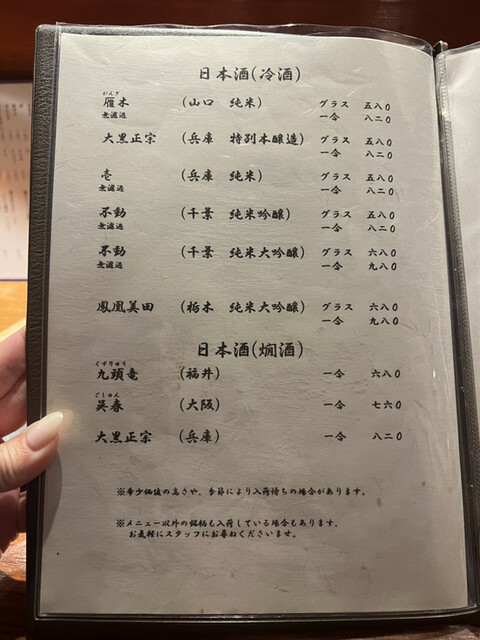 日本酒(冷酒)
がんぎ
雁木 (山口 純米) グラス 五八〇
無濾過 一合 八二〇
大黒正宗 (兵庫 特別本醸造) グラス 五八〇
一合 八二〇
壱 (兵庫 純米) グラス 五八〇
無濾過 一合 八二〇
不動 (千葉 純米吟醸) グラス 五八〇
無濾過 一合 八二〇
不動 (千葉 純米大吟醸) グラス 六八〇
無濾過 一合 九八〇
鳳凰美田 (栃木 純米大吟醸) グラス 六八〇
一合 九八〇
日本酒(燗酒)
くずりゅう
九頭竜 (福井) 一合 六八〇
ごしゅん
呉春 (大阪) 一合 七六〇
大黒正宗 (兵庫) 一合 八二〇
※希少価値の高さや、季節により入荷待ちの場合があります。
※メニュー以外の銘柄も入荷している場合もあります、
お気軽にスタッフにお尋ねくださいませ。